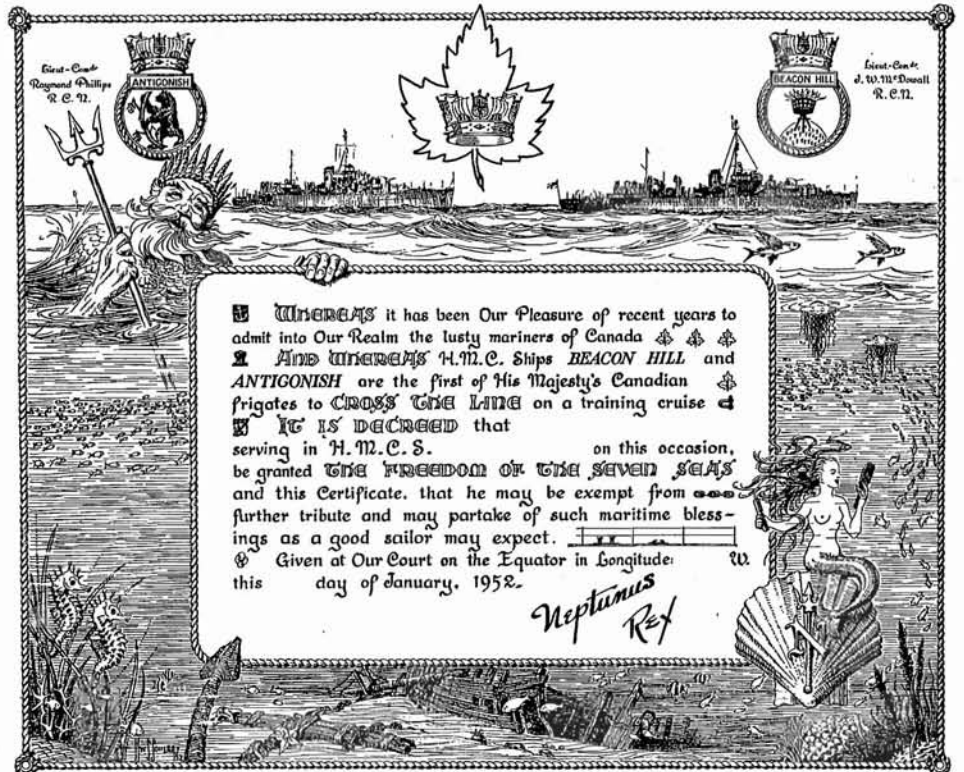 Lieut-Comdr
Raymond Phillips
R.C.N.
ANTIGONISH
BEACON HILL
Lieut-Comdr.
J. W. McDowall
R.C.N.
WHEREAS it has been Our Pleasure of recent years to
admit into Our Realm the lusty mariners of Canada
AND WHEREAS H.M.C. Ships BEACON HILL and
ANTIGONISH are the first of His Majesty's Canadian
frigates to CROSS THE LINE on a training cruise
IT IS DECREED that
serving in H.M.C.S. on this occasion,
be granted THE FREEDOM OF THE SEVEN SEAS
and this Certificate, that he may be exempt from
further tribute and may partake of such maritime bless-
ings as a good sailor may expect.
Given at Our Court on the Equator in Longitude: W.
this day of January, 1952.
Neptunus
Rex